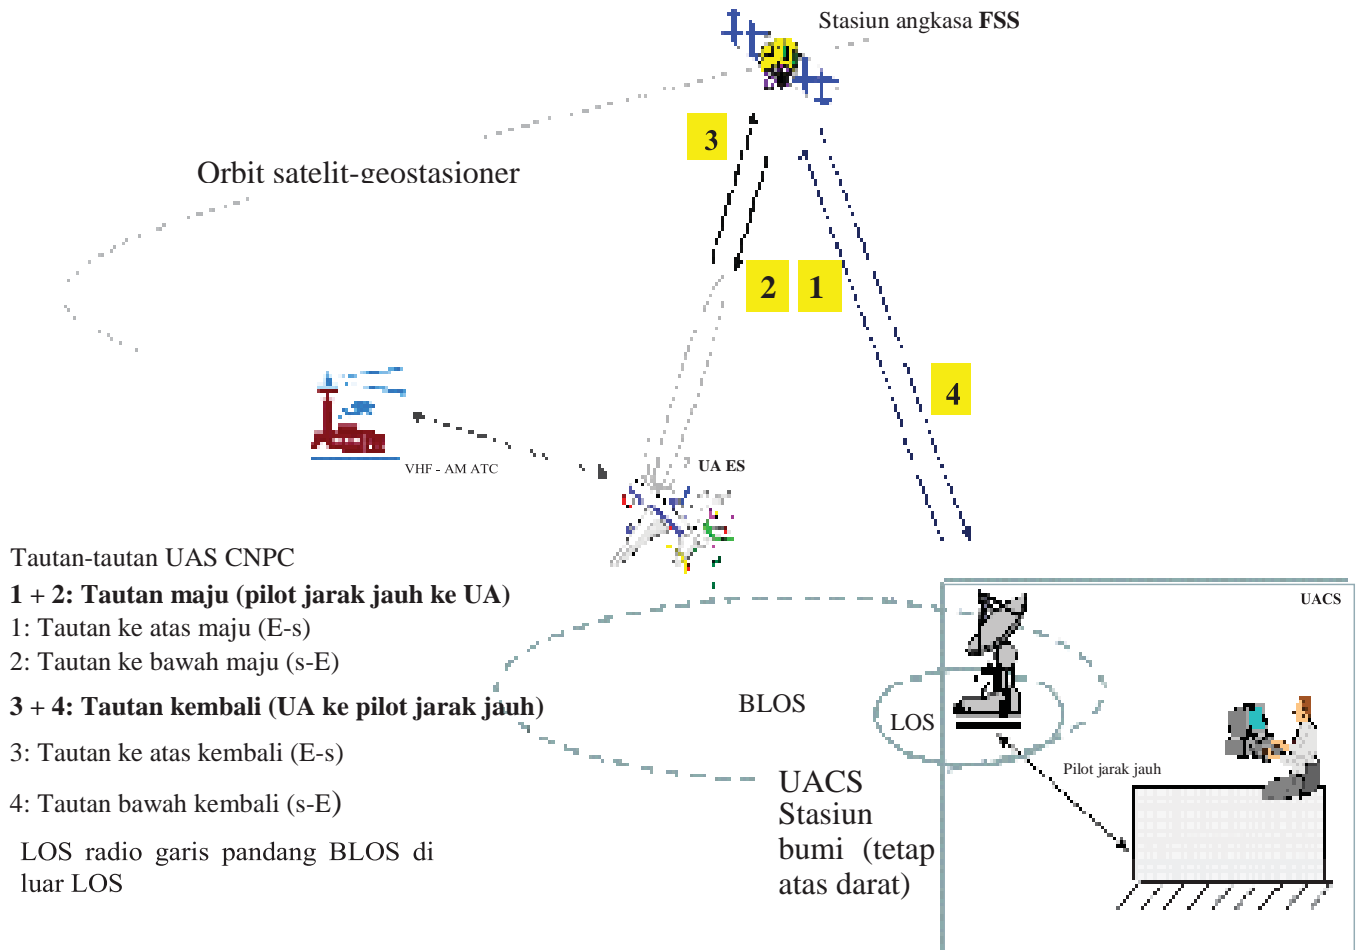 Stasiun angkasa FSS
3
Orbit satelit-geostasioner
2 1
4
VHF - AM ATC
UA ES
Tautan-tautan UAS CNPC
1 + 2: Tautan maju (pilot jarak jauh ke UA)
1: Tautan ke atas maju (E-s)
2: Tautan ke bawah maju (s-E)
3 + 4: Tautan kembali (UA ke pilot jarak jauh)
3: Tautan ke atas kembali (E-s)
4: Tautan bawah kembali (s-E)
LOS radio garis pandang BLOS di
luar LOS
BLOS
LOS
UACS
Stasiun
bumi (tetap
atas darat)
UACS
Pilot jarak jauh